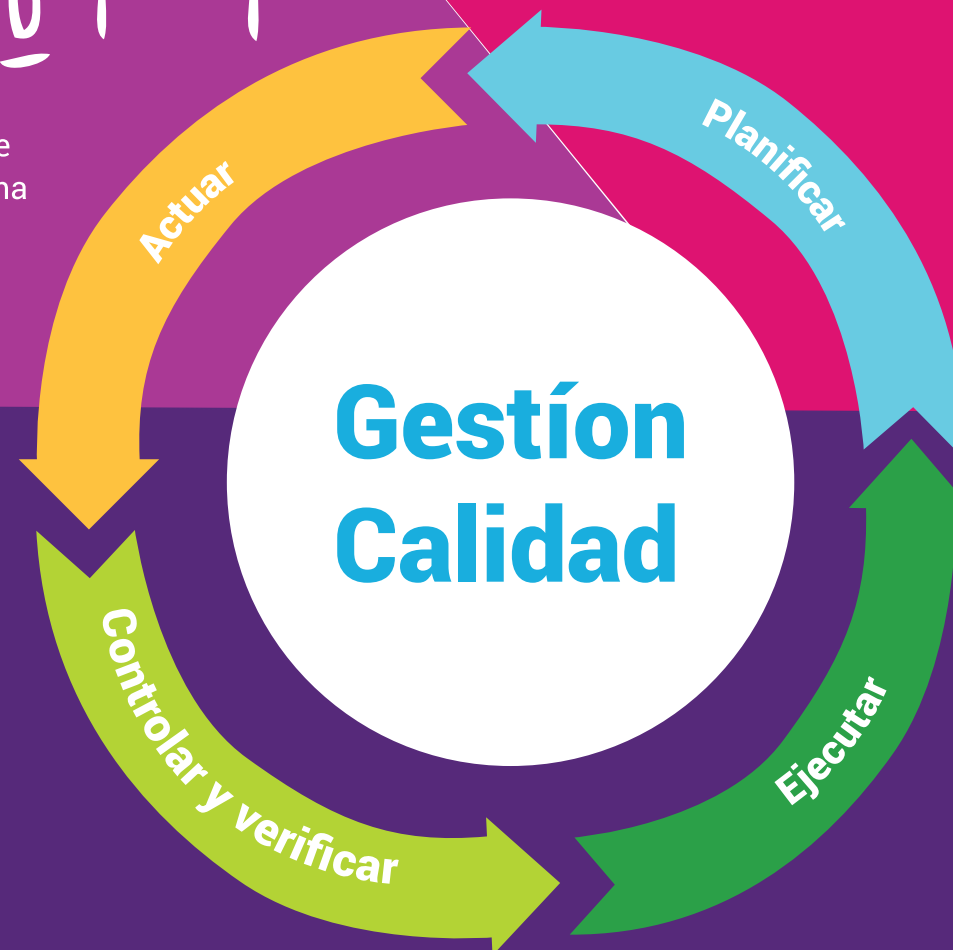 Actuar
Planificar
Gestíon
Calidad
Controlar y verificar
Ejecutar